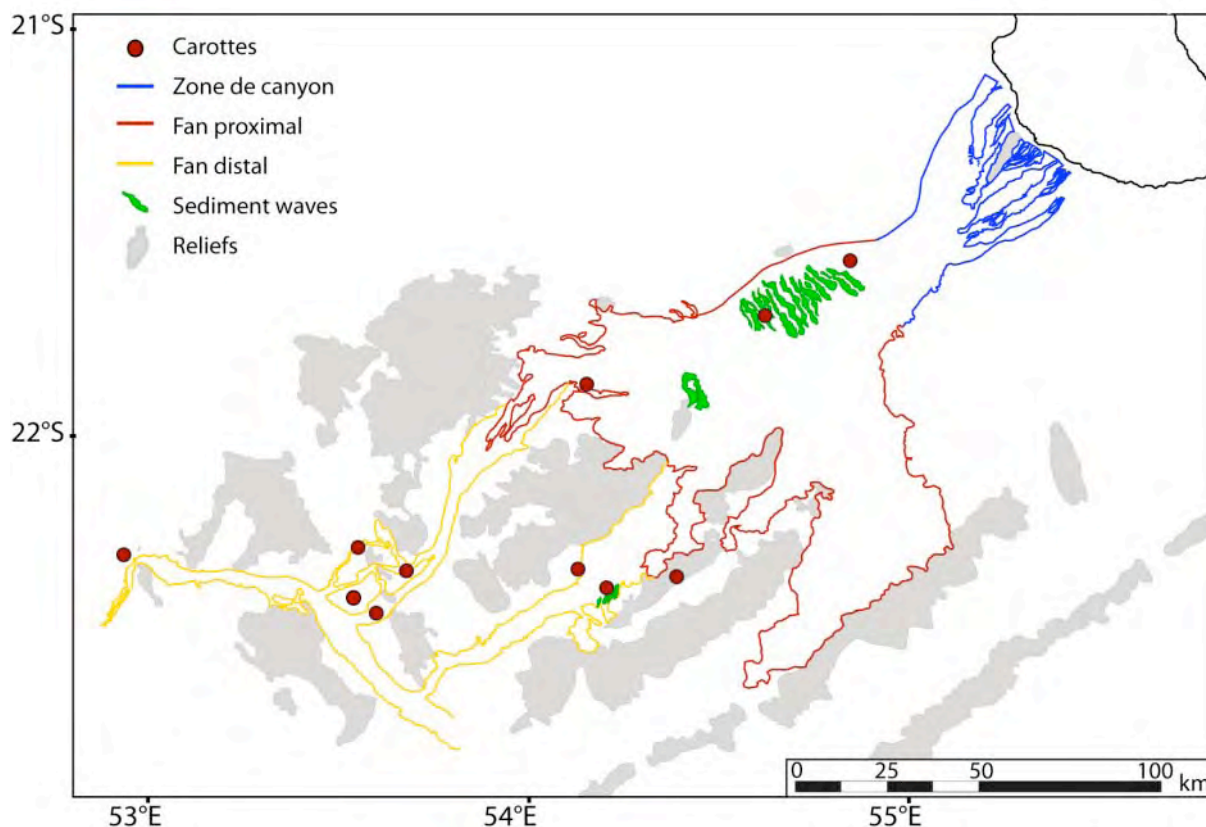 21°S
Carottes
Zone de canyon
Fan proximal
Fan distal
Sediment waves
Reliefs
22°S
0 25 50 100
km
53°E 54°E 55°E